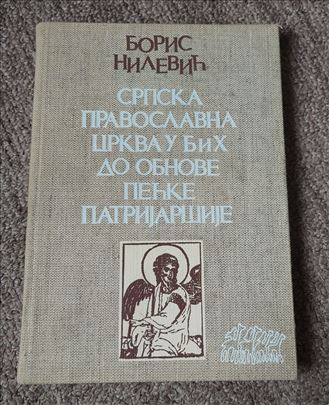 БОРИС
НИЛЕВИЋ
СРПСКА
ПРАВОСЛАВНА
ЦРКВА У БиХ
ДО ОБНОВЕ
ПЕЋКЕ
ПАТРИЈАРШИЈЕ